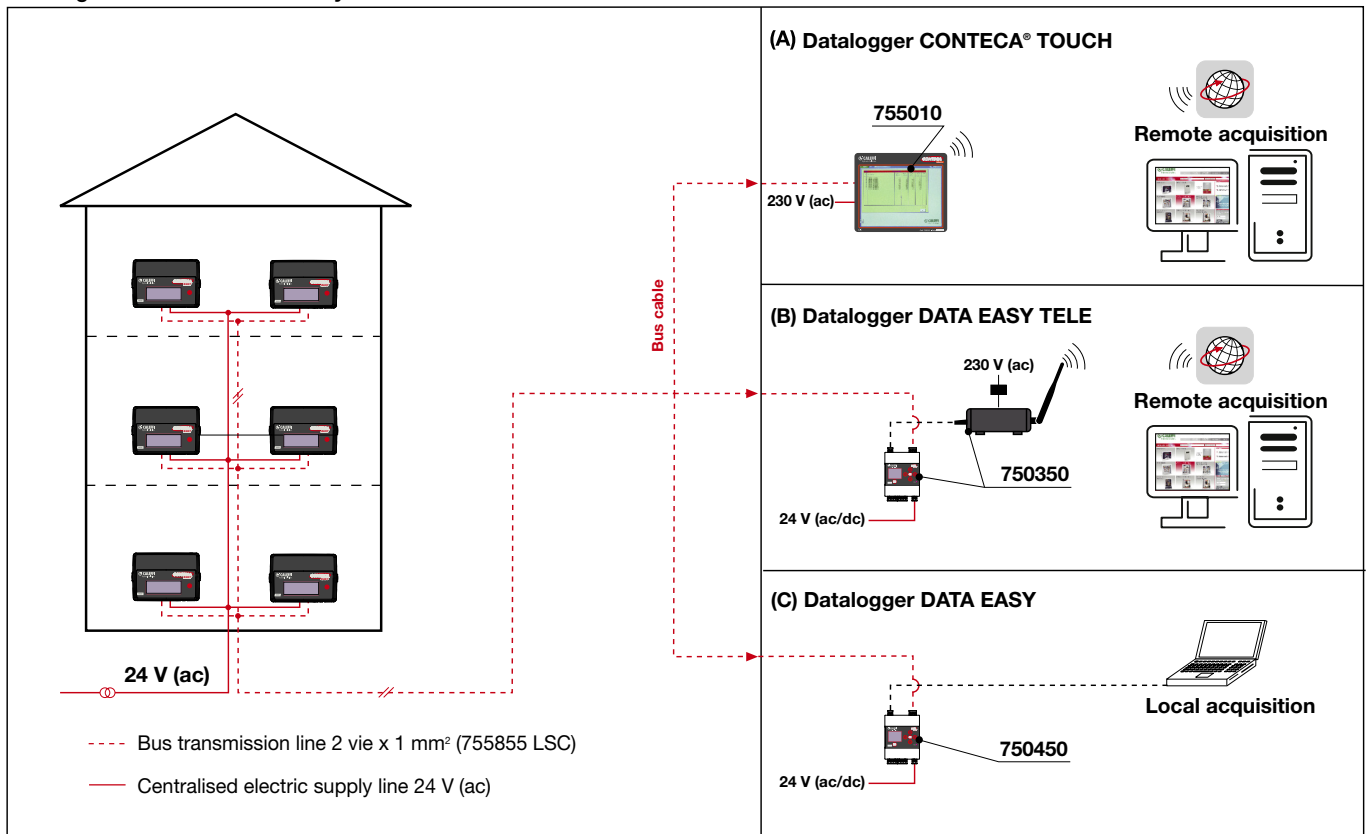 (A) Datalogger CONTECA® TOUCH
755010
230 V (ac)
Remote acquisition
Bus cable
(B) Datalogger DATA EASY TELE
230 V (ac)
750350
24 V (ac/dc)
Remote acquisition
(C) Datalogger DATA EASY
750450
24 V (ac/dc)
Local acquisition
24 V (ac)
Bus transmission line 2 vie x 1 mm² (755855 LSC)
Centralised electric supply line 24 V (ac)